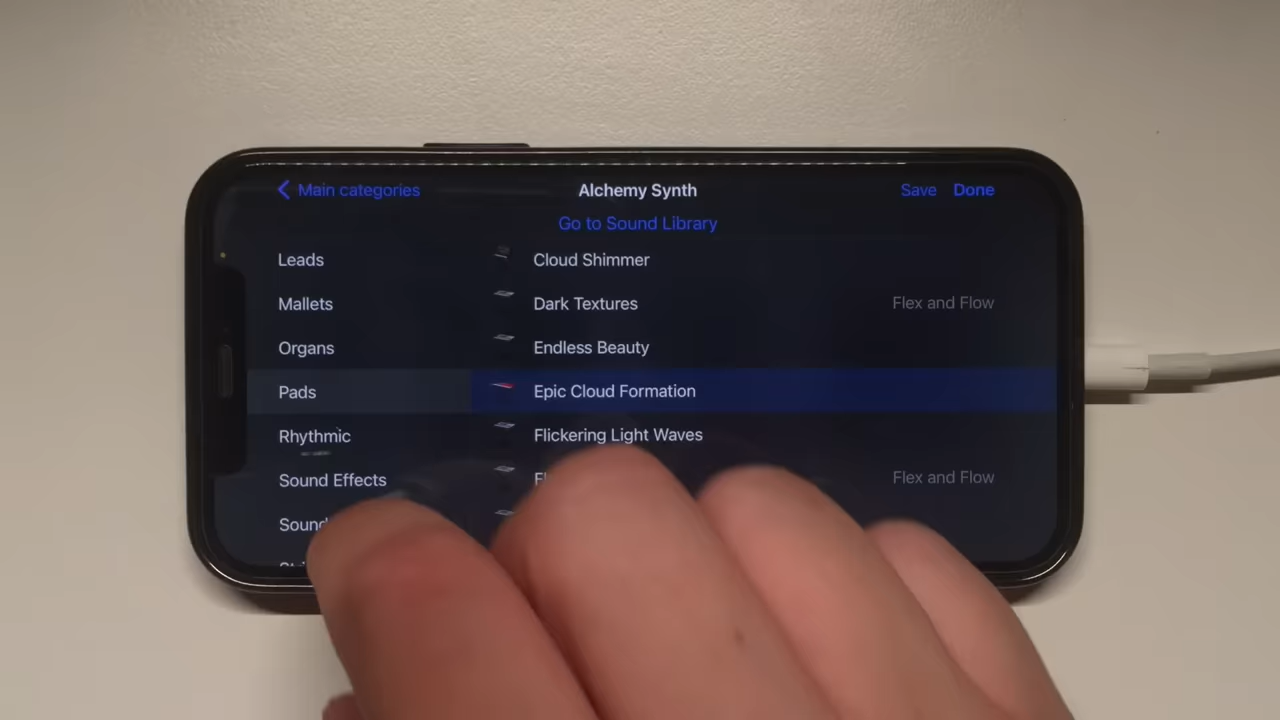 Main categories
Alchemy Synth
Save Done
Go to Sound Library
Leads
Cloud Shimmer
Mallets
Dark Textures
Flex and Flow
Organs
Endless Beauty
Pads
Epic Cloud Formation
Rhythmic
Flickering Light Waves
Sound Effects
Flex and Flow
Sound